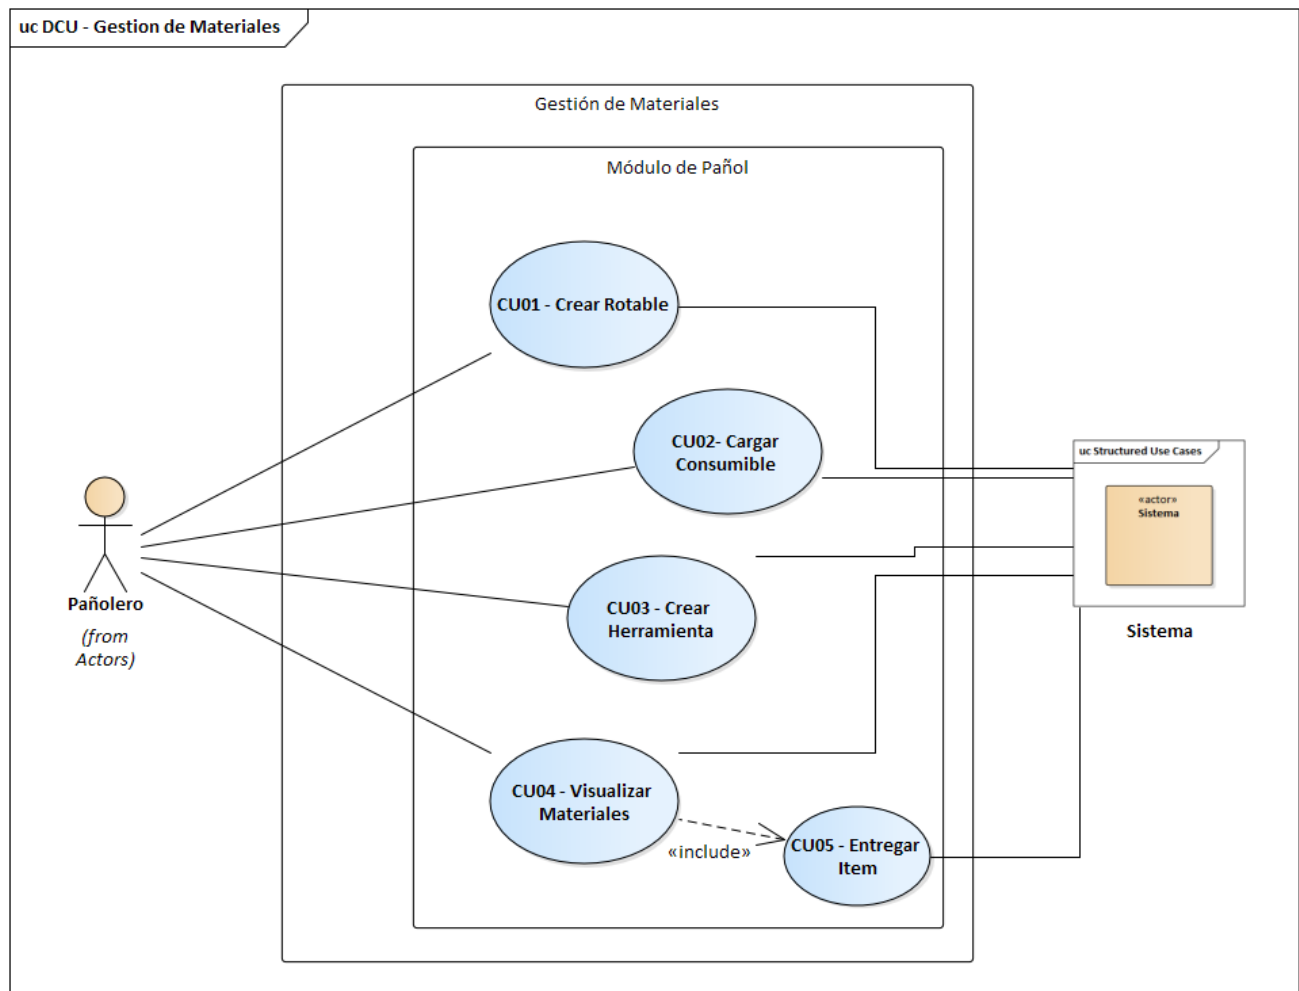 uc DCU - Gestion de Materiales
Gestión de Materiales
Módulo de Pañol
CU01 - Crear Rotable
CU02- Cargar
Consumible
uc Structured Use Cases
«actor»
Sistema
Sistema
Pañolero
(from
Actors)
CU03 - Crear
Herramienta
CU04 - Visualizar
Materiales
«include»
CU05 - Entregar
Item